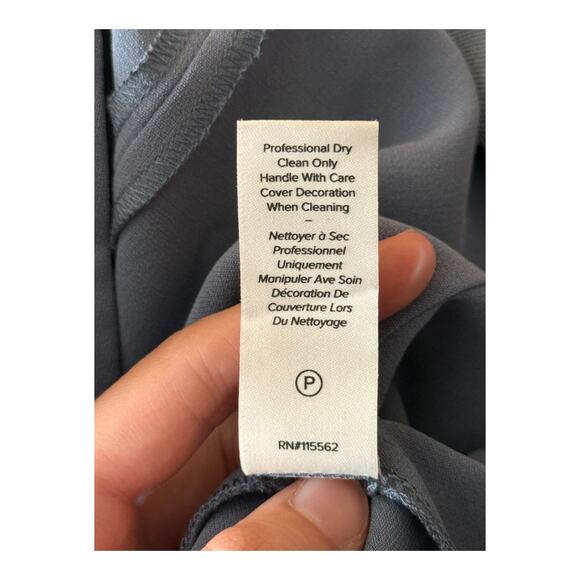 Professional Dry
Clean Only
Handle With Care
Cover Decoration
When Cleaning
–
Nettoyer à Sec
Professionnel
Uniquement
Manipuler Ave Soin
Décoration De
Couverture Lors
Du Nettoyage
P
RN#115562